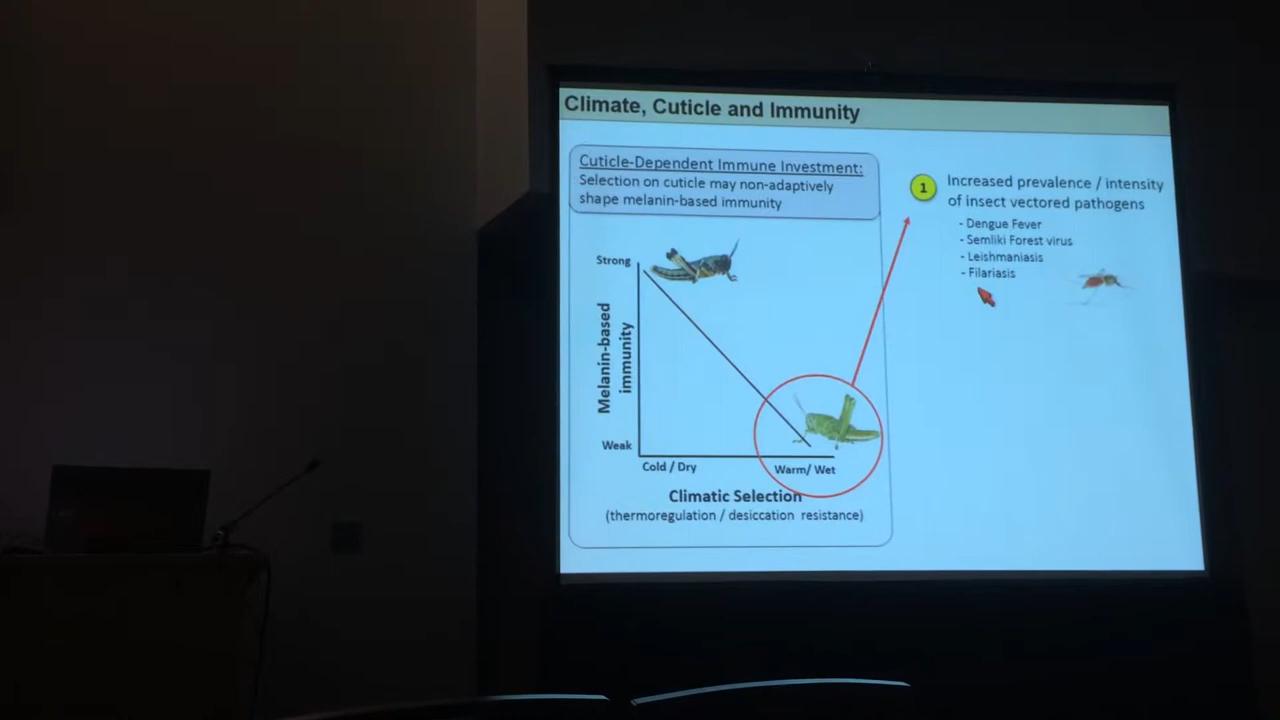 Climate, Cuticle and Immunity
Cuticle-Dependent Immune Investment:
Selection on cuticle may non-adaptively
shape melanin-based immunity
Strong
Melanin-based
immunity
Weak
Cold / Dry
Warm/ Wet
Climatic Selection
(thermoregulation / desiccation resistance)
1
Increased prevalence / intensity
of insect vectored pathogens
- Dengue Fever
- Semliki Forest virus
- Leishmaniasis
- Filariasis